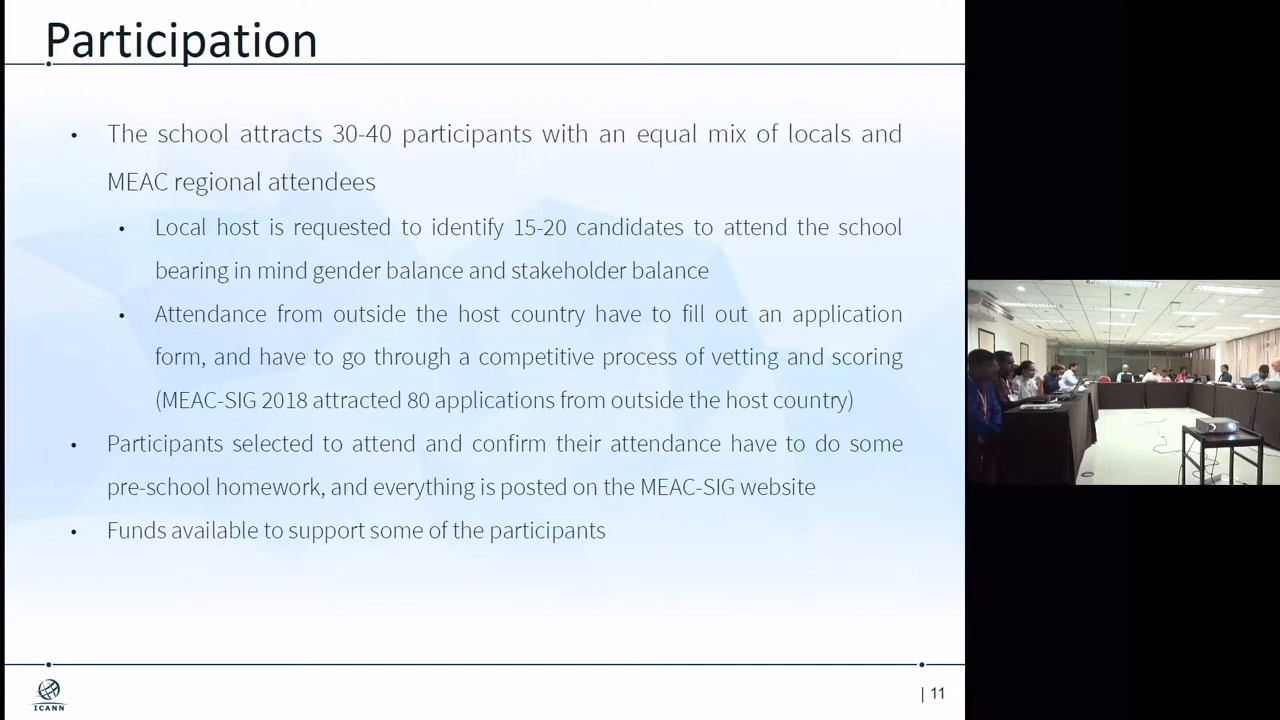 Participation
• The school attracts 30-40 participants with an equal mix of locals and
MEAC regional attendees
• Local host is requested to identify 15-20 candidates to attend the school
bearing in mind gender balance and stakeholder balance
• Attendance from outside the host country have to fill out an application
form, and have to go through a competitive process of vetting and scoring
(MEAC-SIG 2018 attracted 80 applications from outside the host country)
• Participants selected to attend and confirm their attendance have to do some
pre-school homework, and everything is posted on the MEAC-SIG website
• Funds available to support some of the participants
ICANN
| 11